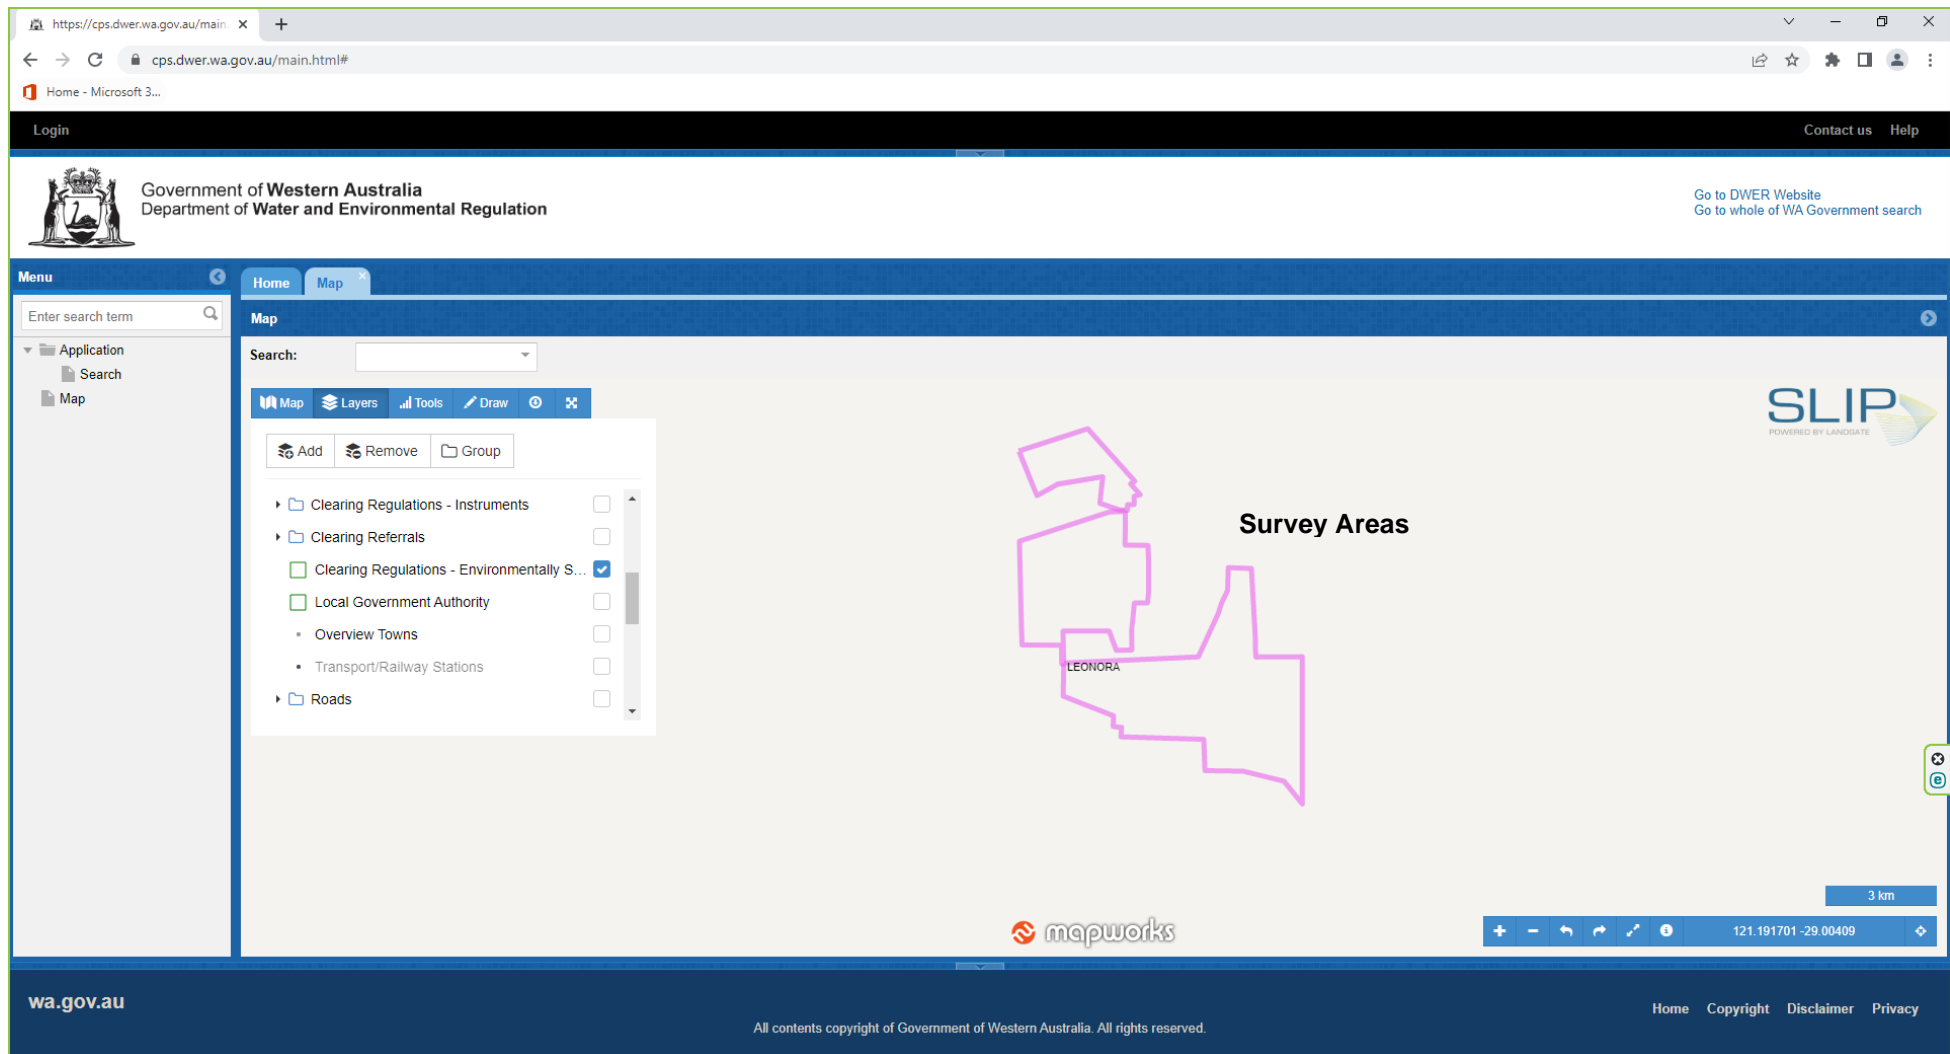 https://cps.dwer.wa.gov.au/main.
cps.dwer.wa.gov.au/main.html#
Home - Microsoft 3...
Login
Contact us Help
Government of Western Australia
Department of Water and Environmental Regulation
Go to DWER Website
Go to whole of WA Government search
Menu
Home Map
Enter search term
Map
Application
Search
Map
Search:
Map Layers Tools Draw
SLIP
POWERED BY LANDGATE
Add Remove Group
Clearing Regulations - Instruments
Clearing Referrals
Clearing Regulations - Environmentally S...
Local Government Authority
Overview Towns
Transport/Railway Stations
Roads
Survey Areas
LEONORA
3 km
mapworks
121.191701 -29.00409
wa.gov.au
Home Copyright Disclaimer Privacy
All contents copyright of Government of Western Australia. All rights reserved.